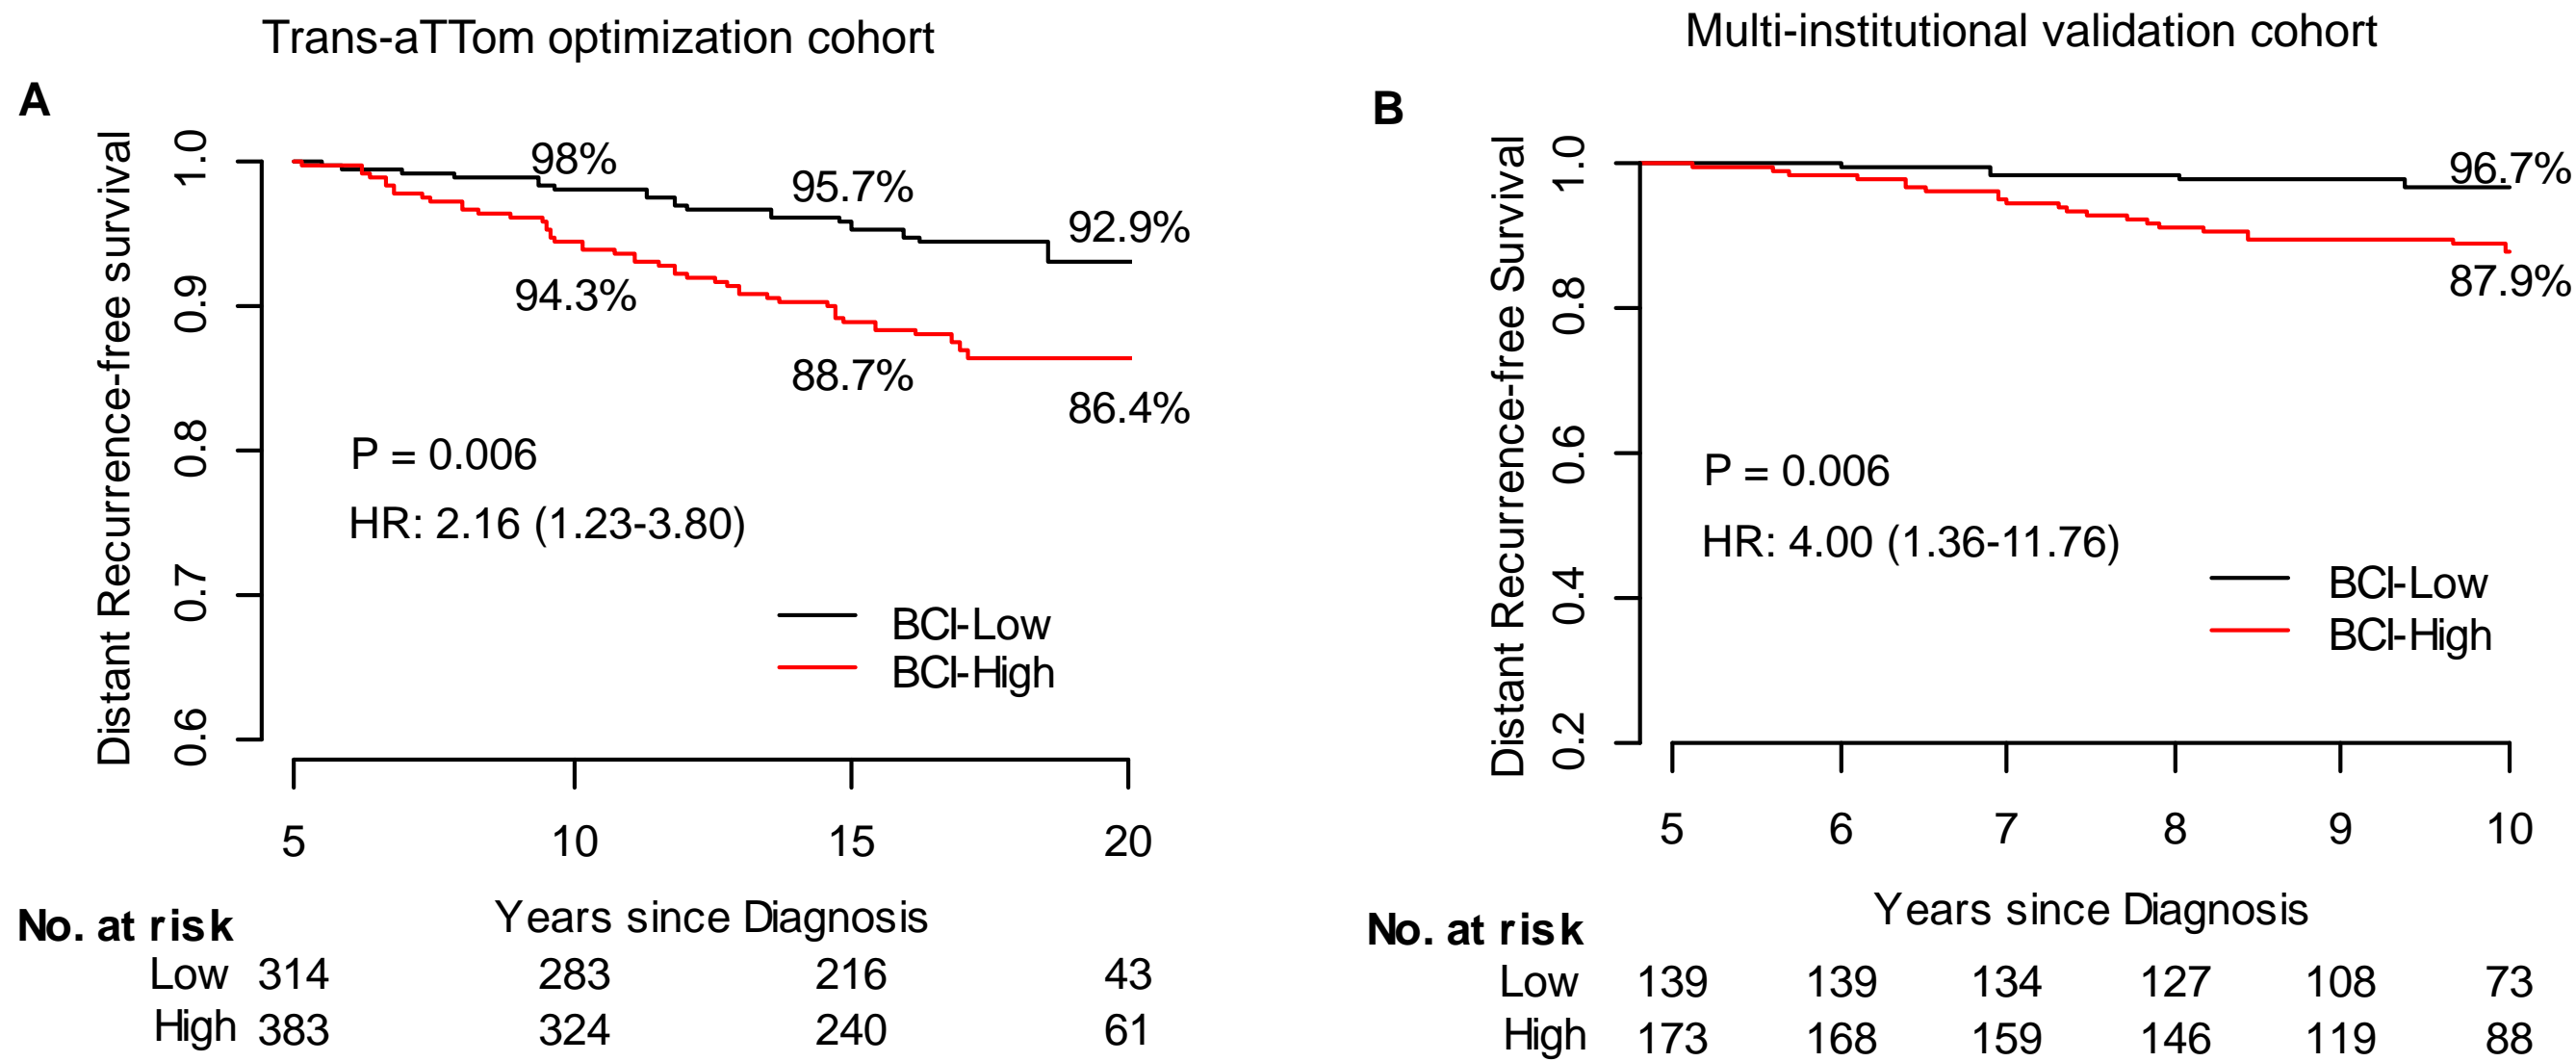 Trans-aTTom optimization cohort
A
Distant Recurrence-free survival
1.0
0.9
0.8
0.7
0.6
98%
95.7%
92.9%
94.3%
88.7%
86.4%
P = 0.006
HR: 2.16 (1.23-3.80)
BCI-Low
BCI-High
5 10 15 20
Years since Diagnosis
No. at risk
Low 314 283 216 43
High 383 324 240 61
Multi-institutional validation cohort
B
Distant Recurrence-free Survival
1.0
0.8
0.6
0.4
0.2
96.7%
87.9%
P = 0.006
HR: 4.00 (1.36-11.76)
BCI-Low
BCI-High
5 6 7 8 9 10
Years since Diagnosis
No. at risk
Low 139 139 134 127 108 73
High 173 168 159 146 119 88